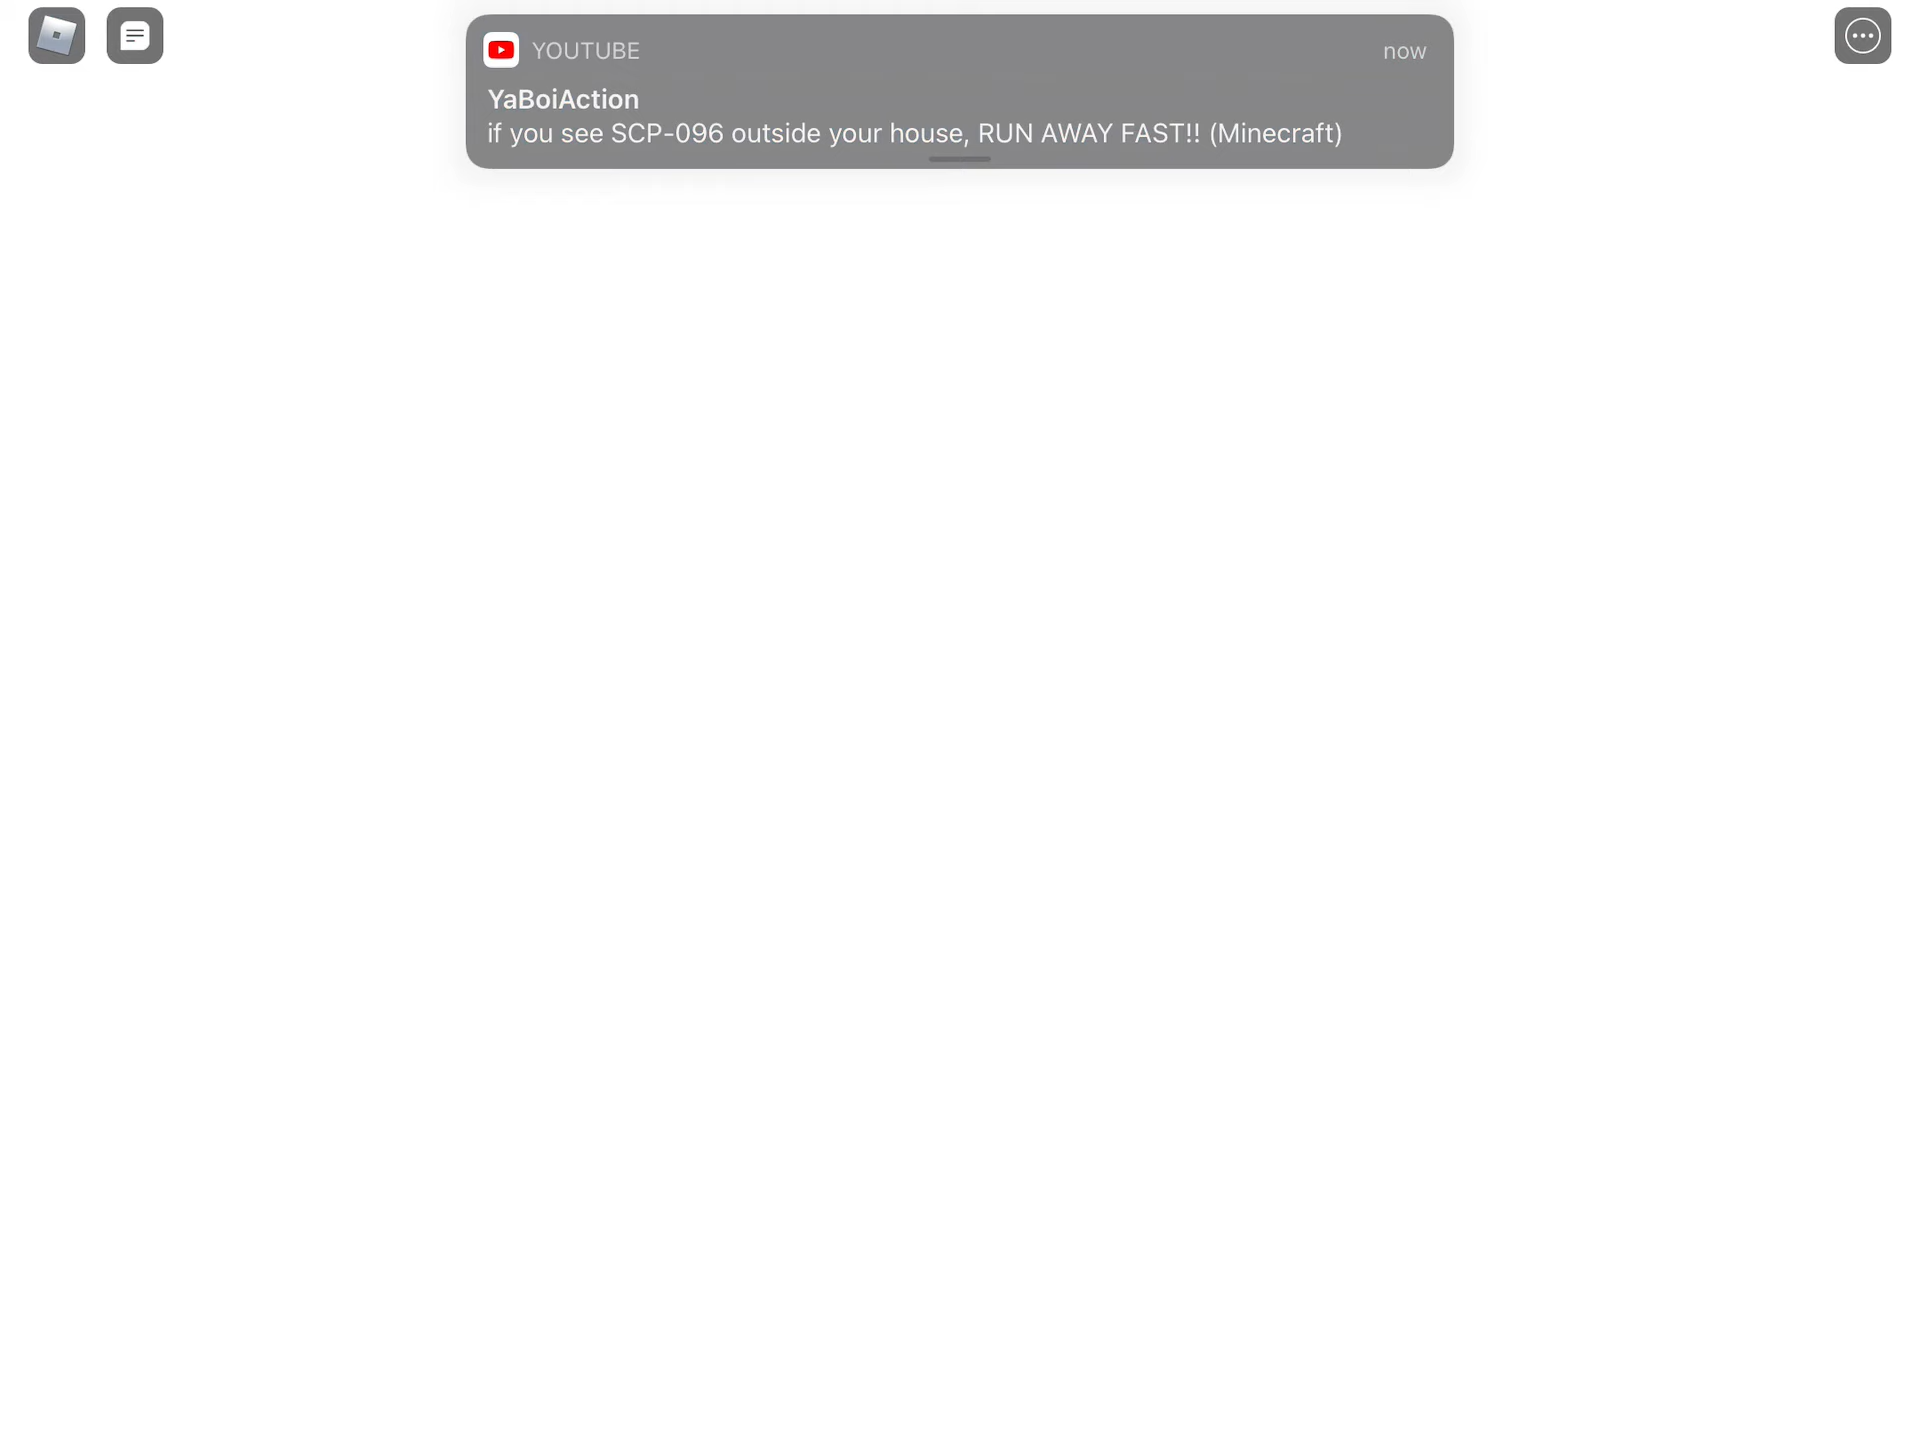 YOUTUBE
now
YaBoiAction
if you see SCP-096 outside your house, RUN AWAY FAST!! (Minecraft)